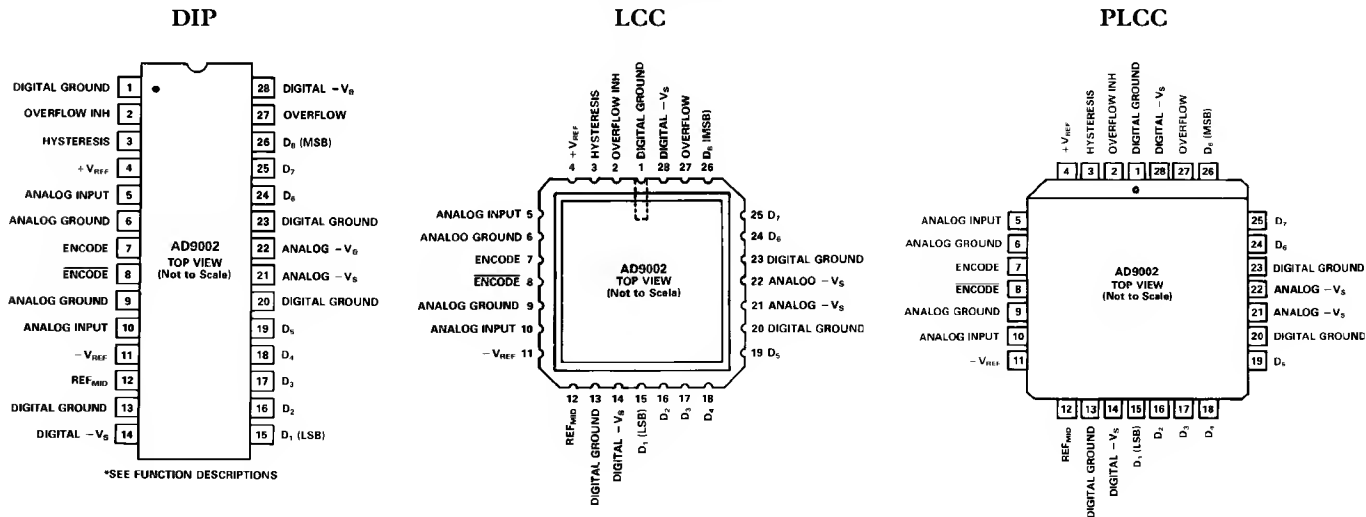 DIP
DIGITAL GROUND 1
OVERFLOW INH 2
HYSTERESIS 3
+VREF 4
ANALOG INPUT 5
ANALOG GROUND 6
ENCODE 7
ENCODE 8
ANALOG GROUND 9
ANALOG INPUT 10
-VREF 11
REFMID 12
DIGITAL GROUND 13
DIGITAL -VS 14
AD9002
TOP VIEW
(Not to Scale)
28 DIGITAL -VS
27 OVERFLOW
26 D8 (MSB)
25 D7
24 D6
23 DIGITAL GROUND
22 ANALOG -VS
21 ANALOG -VS
20 DIGITAL GROUND
19 D5
18 D4
17 D3
16 D2
15 D1 (LSB)
*SEE FUNCTION DESCRIPTIONS
LCC
4 +VREF
3 HYSTERESIS
2 OVERFLOW INH
1 DIGITAL GROUND
28 DIGITAL -VS
27 OVERFLOW
26 D8 (MSB)
ANALOG INPUT 5
ANALOO GROUND 6
ENCODE 7
ENCODE 8
ANALOG GROUND 9
ANALOG INPUT 10
-VREF 11
AD9002
TOP VIEW
(Not to Scale)
25 D7
24 D6
23 DIGITAL GROUND
22 ANALOG -VS
21 ANALOG -VS
20 DIGITAL GROUND
19 D5
12 REFMID
13 DIGITAL GROUND
14 DIGITAL -VS
15 D1 (LSB)
16 D2
17 D3
18 D4
PLCC
+VREF 4
HYSTERESIS 3
OVERFLOW INH 2
DIGITAL GROUND 1
DIGITAL -VS 28
OVERFLOW 27
D8 (MSB) 26
ANALOG INPUT 5
ANALOG GROUND 6
ENCODE 7
ENCODE 8
ANALOG GROUND 9
ANALOG INPUT 10
-VREF 11
AD9002
TOP VIEW
(Not to Scale)
25 D7
24 D6
23 DIGITAL GROUND
22 ANALOG -VS
21 ANALOG -VS
20 DIGITAL GROUND
19 D5
12 REFMID
13 DIGITAL GROUND
14 DIGITAL -VS
15 D1 (LSB)
16 D2
17 D3
18 D4